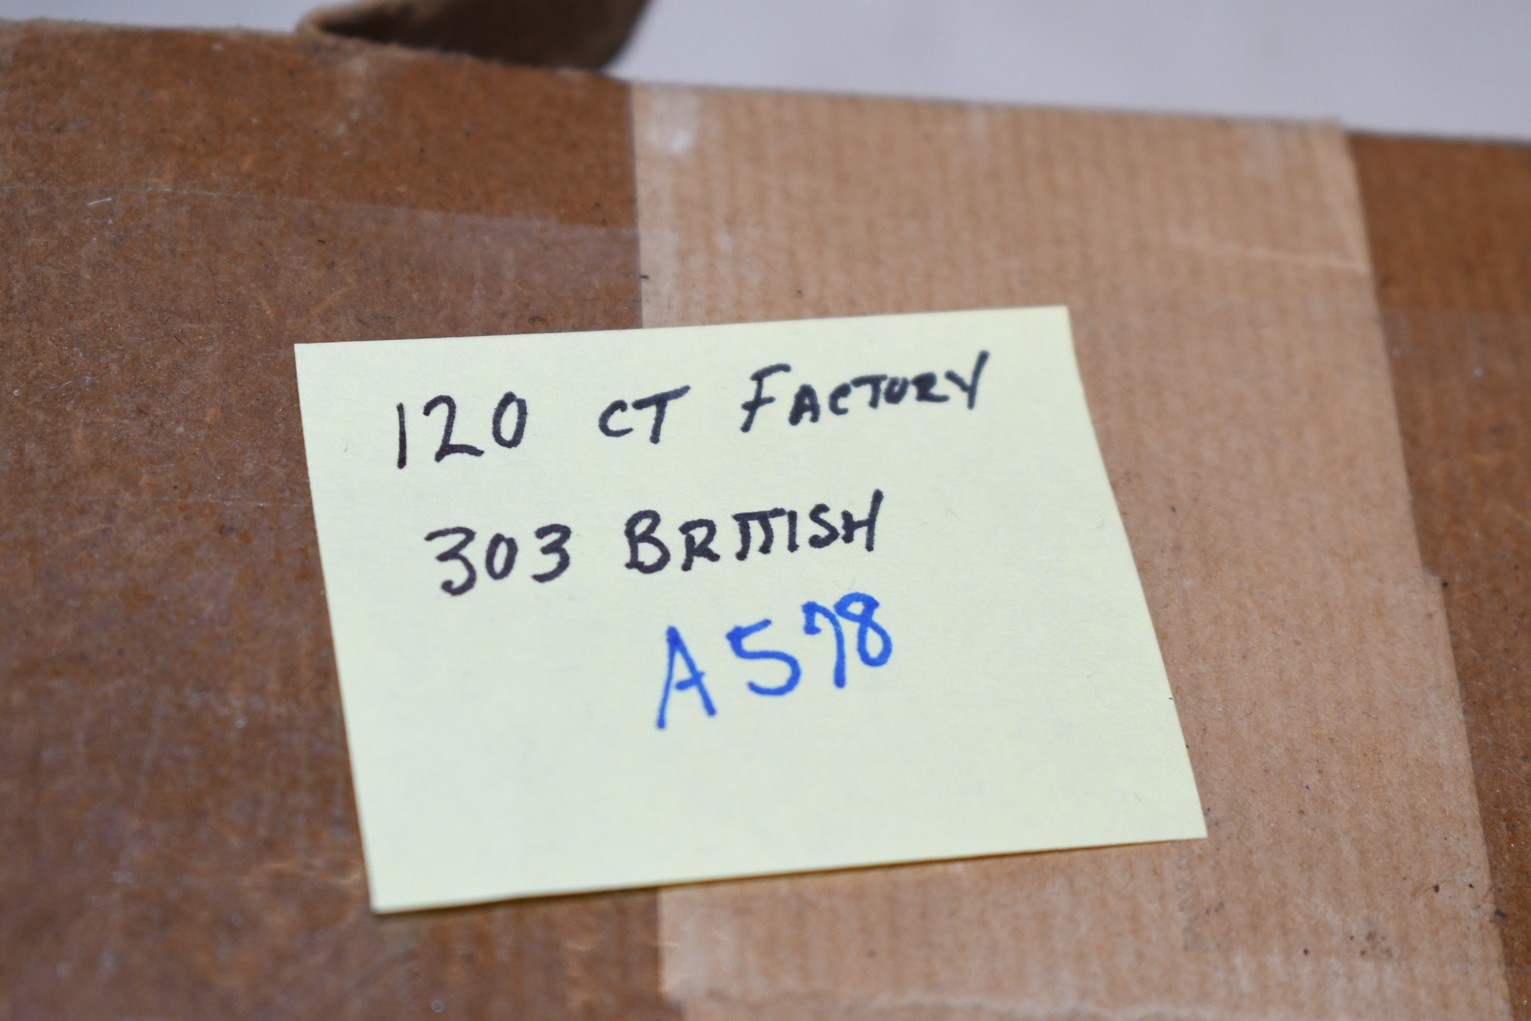 120 CT FACTORY
303 BRITISH
A578